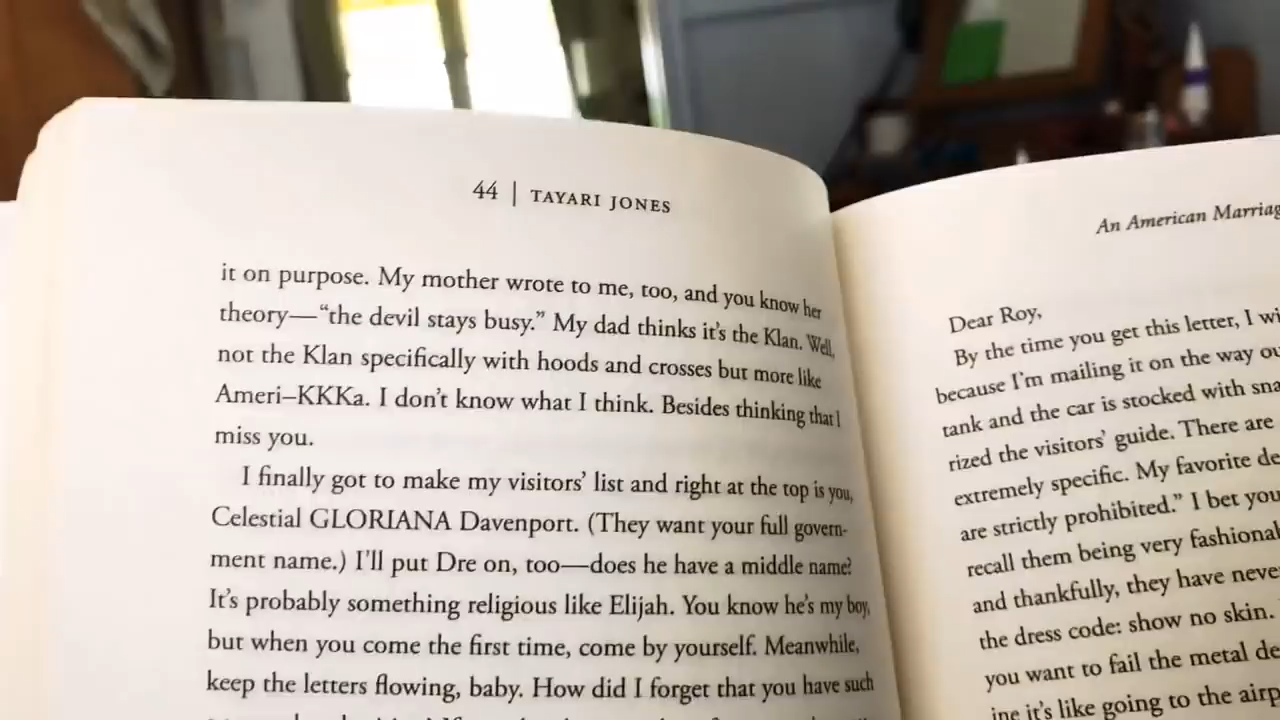 44 | TAYARI JONES
it on purpose. My mother wrote to me, too, and you know her
theory—“the devil stays busy.” My dad thinks it’s the Klan. Well,
not the Klan specifically with hoods and crosses but more like
Ameri–KKKa. I don’t know what I think. Besides thinking that I
miss you.
I finally got to make my visitors’ list and right at the top is you,
Celestial GLORIANA Davenport. (They want your full govern-
ment name.) I’ll put Dre on, too—does he have a middle name?
It’s probably something religious like Elijah. You know he’s my boy,
but when you come the first time, come by yourself. Meanwhile,
keep the letters flowing, baby. How did I forget that you have such
An American
Dear Roy,
By the time you get this letter, I
because I’m mailing it on the way
tank and the car is stocked with
rized the visitors’ guide. There are
extremely specific. My favorite
are strictly prohibited.” I bet you
recall them being very fashional
and thankfully, they have
the dress code: show no skin.
you want to fail the metal
ine it’s like going to the